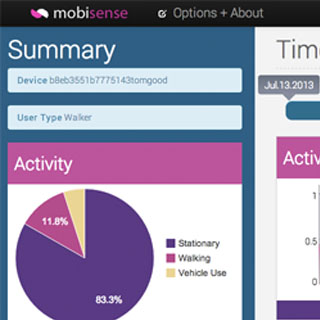 mobisense
Options + About
Summary
Device b8eb3551b7775143tomgood
User Type Walker
Activity
11.8%
83.3%
Stationary
Walking
Vehicle Use
Tim
Jul.13.2013
Activ
1
0.5
0